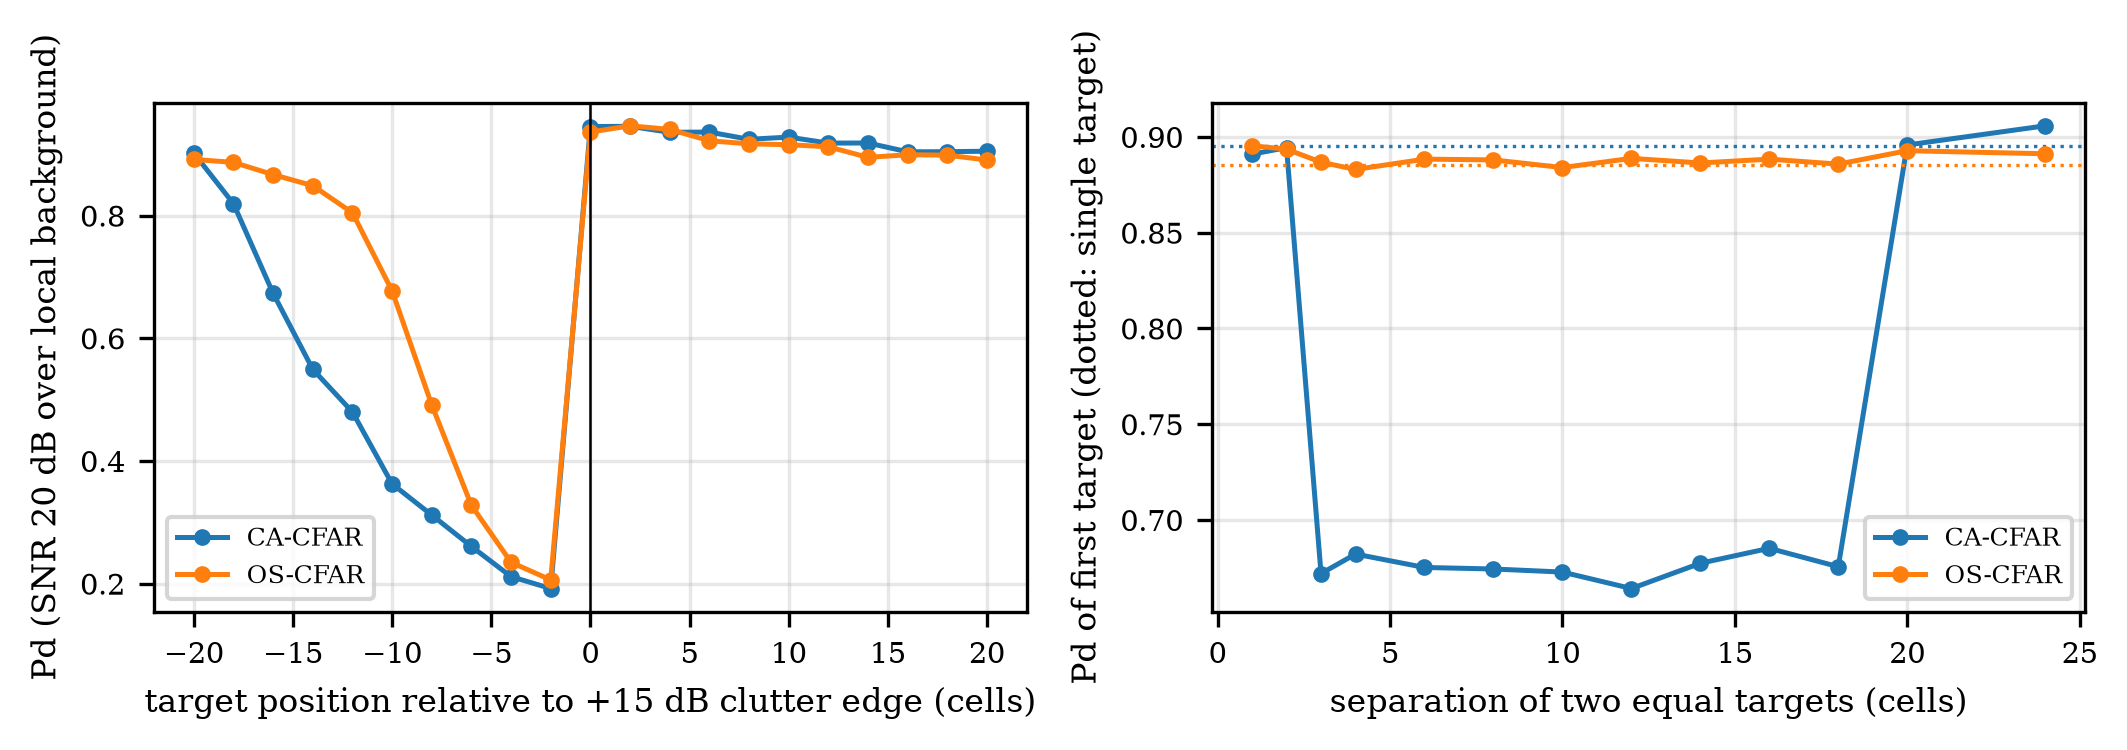 Pd (SNR 20 dB over local background)
0.8
0.6
0.4
0.2
CA-CFAR
OS-CFAR
−20 −15 −10 −5 0 5 10 15 20
target position relative to +15 dB clutter edge (cells)
Pd of first target (dotted: single target)
0.90
0.85
0.80
0.75
0.70
CA-CFAR
OS-CFAR
0 5 10 15 20 25
separation of two equal targets (cells)